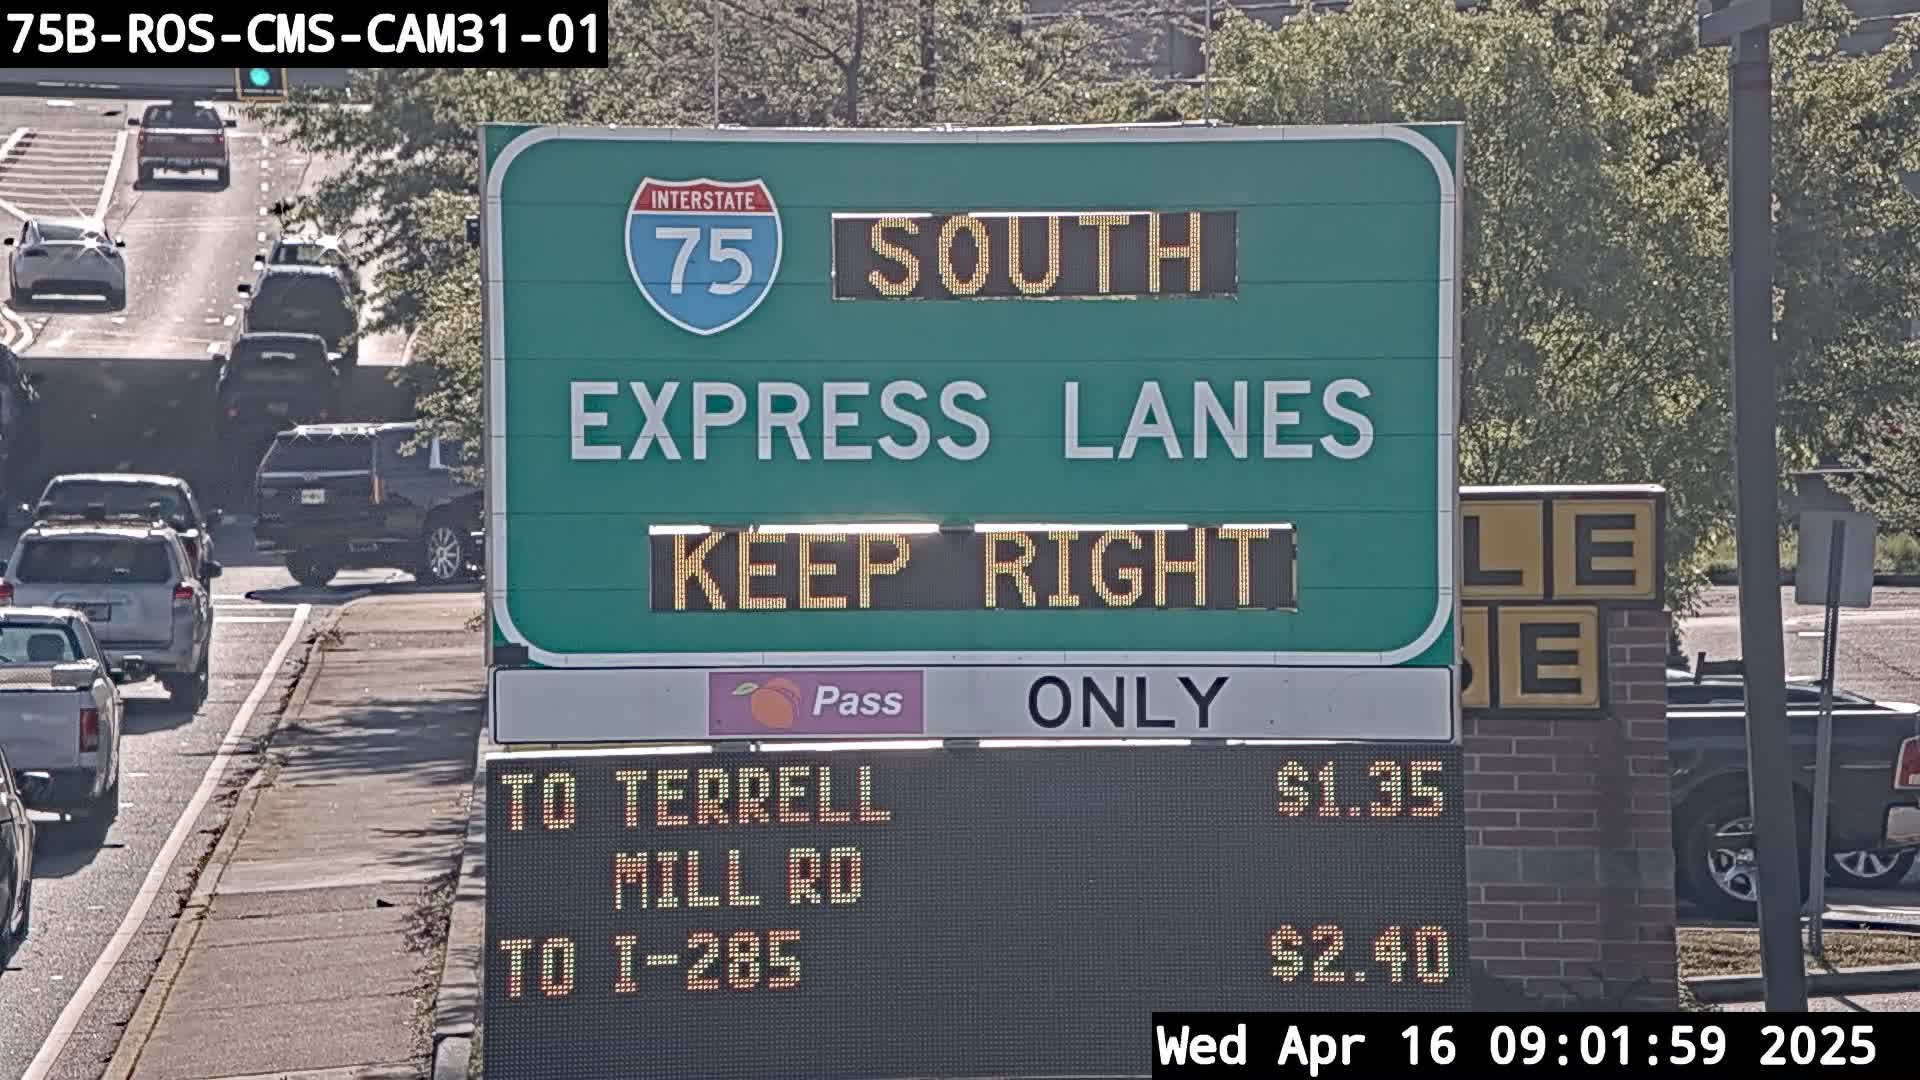 75B-ROS-CMS-CAM31-01
INTERSTATE
75
SOUTH
EXPRESS LANES
KEEP RIGHT
Pass ONLY
TO TERRELL $1.35
MILL RD
TO I-285 $2.40
LE
E
Wed Apr 16 09:01:59 2025